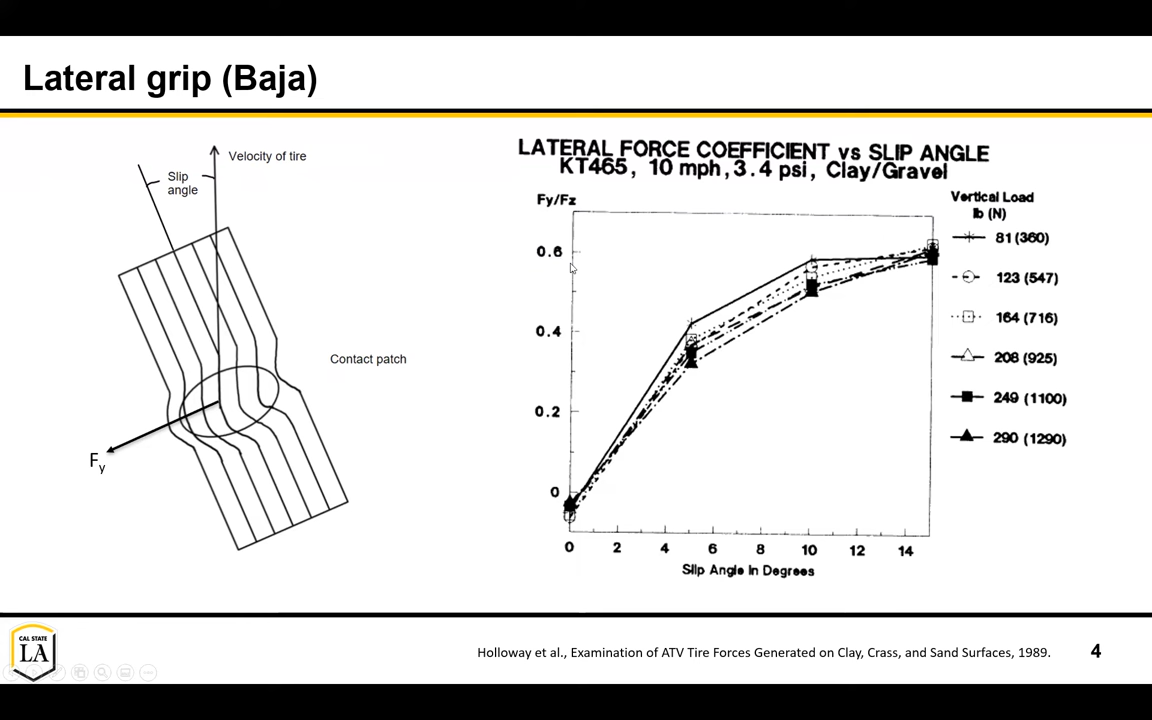 Lateral grip (Baja)
Velocity of tire
Slip
angle
Contact patch
Fy
LATERAL FORCE COEFFICIENT vs SLIP ANGLE
KT465, 10 mph, 3.4 psi, Clay/Gravel
Fy/Fz
0.6
0.4
0.2
0
0 2 4 6 8 10 12 14
Slip Angle In Degrees
Vertical Load
lb (N)
81 (360)
123 (547)
164 (716)
208 (925)
249 (1100)
290 (1290)
CAL STATE
LA
Holloway et al., Examination of ATV Tire Forces Generated on Clay, Crass, and Sand Surfaces, 1989.
4